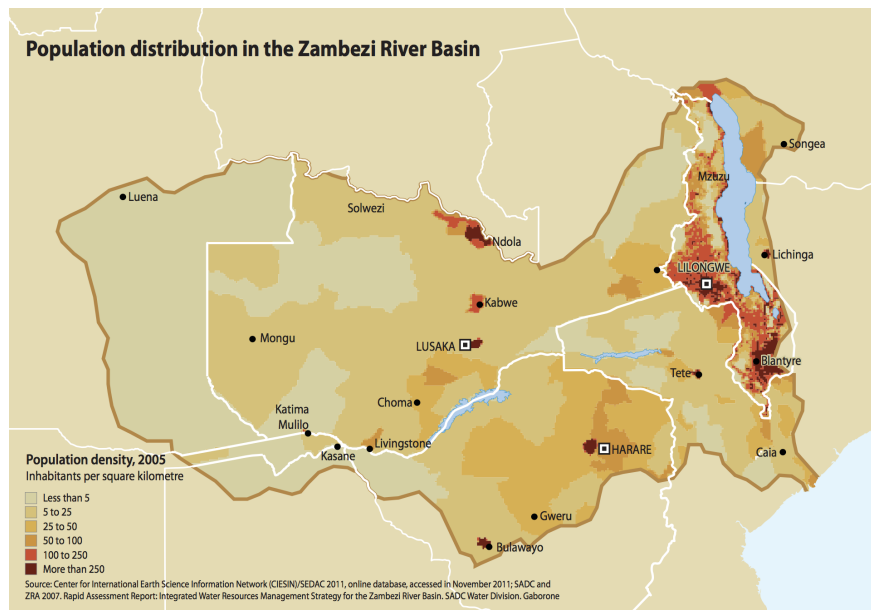 Population distribution in the Zambezi River Basin
Songea
Mzuzu
Luena
Solwezi
Ndola
Lichinga
LILONGWE
Kabwe
Mongu
LUSAKA
Blantyre
Tete
Choma
Katima
Mulilo
Livingstone
Kasane
HARARE
Caia
Gweru
Bulawayo
Population density, 2005
Inhabitants per square kilometre
Less than 5
5 to 25
25 to 50
50 to 100
100 to 250
More than 250
Source: Center for International Earth Science Information Network (CIESIN)/SEDAC 2011, online database, accessed in November 2011; SADC and
ZRA 2007. Rapid Assessment Report: Integrated Water Resources Management Strategy for the Zambezi River Basin. SADC Water Division. Gaborone